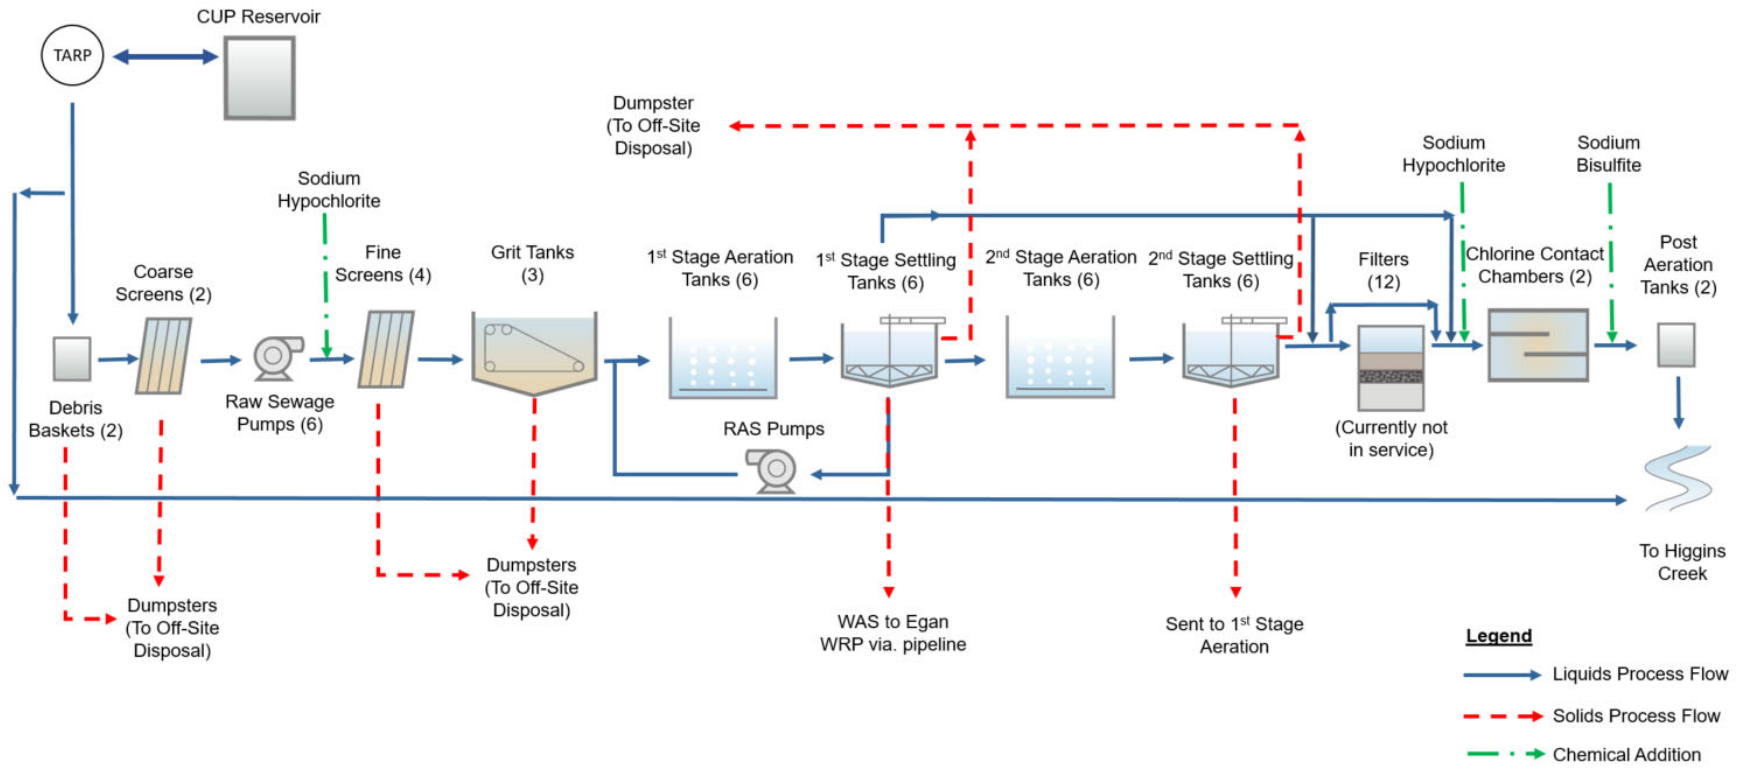 CUP Reservoir
TARP
Dumpster
(To Off-Site
Disposal)
Sodium
Hypochlorite
Sodium
Bisulfite
Sodium
Hypochlorite
Coarse
Screens (2)
Fine
Screens (4)
Grit Tanks
(3)
1st Stage Aeration
Tanks (6)
1st Stage Settling
Tanks (6)
2nd Stage Aeration
Tanks (6)
2nd Stage Settling
Tanks (6)
Filters
(12)
Chlorine Contact
Chambers (2)
Post
Aeration
Tanks (2)
Debris
Baskets (2)
Raw Sewage
Pumps (6)
RAS Pumps
(Currently not
in service)
Dumpsters
(To Off-Site
Disposal)
Dumpsters
(To Off-Site
Disposal)
WAS to Egan
WRP via. pipeline
Sent to 1st Stage
Aeration
To Higgins
Creek
Legend
Liquids Process Flow
Solids Process Flow
Chemical Addition